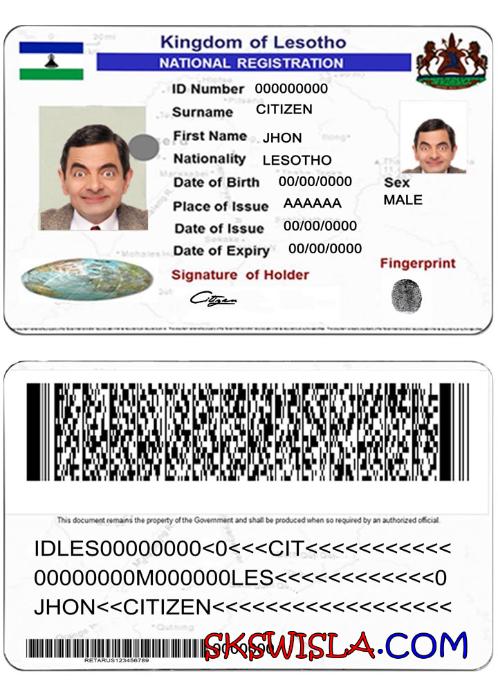 Kingdom of Lesotho
NATIONAL REGISTRATION
ID Number 000000000
Surname CITIZEN
First Name JHON
Nationality LESOTHO
Date of Birth 00/00/0000
Sex
MALE
Place of Issue AAAAAA
Date of Issue 00/00/0000
Date of Expiry 00/00/0000
Signature of Holder
Fingerprint
Citizen
This document remains the property of the Government and shall be produced when so required by an authorized official.
IDLES00000000<0<<<CIT<<<<<<<<<<<
00000000M000000LES<<<<<<<<<<<<0
JHON<<CITIZEN<<<<<<<<<<<<<<<<<<
RETARUS123456789
SKSWISLA.COM